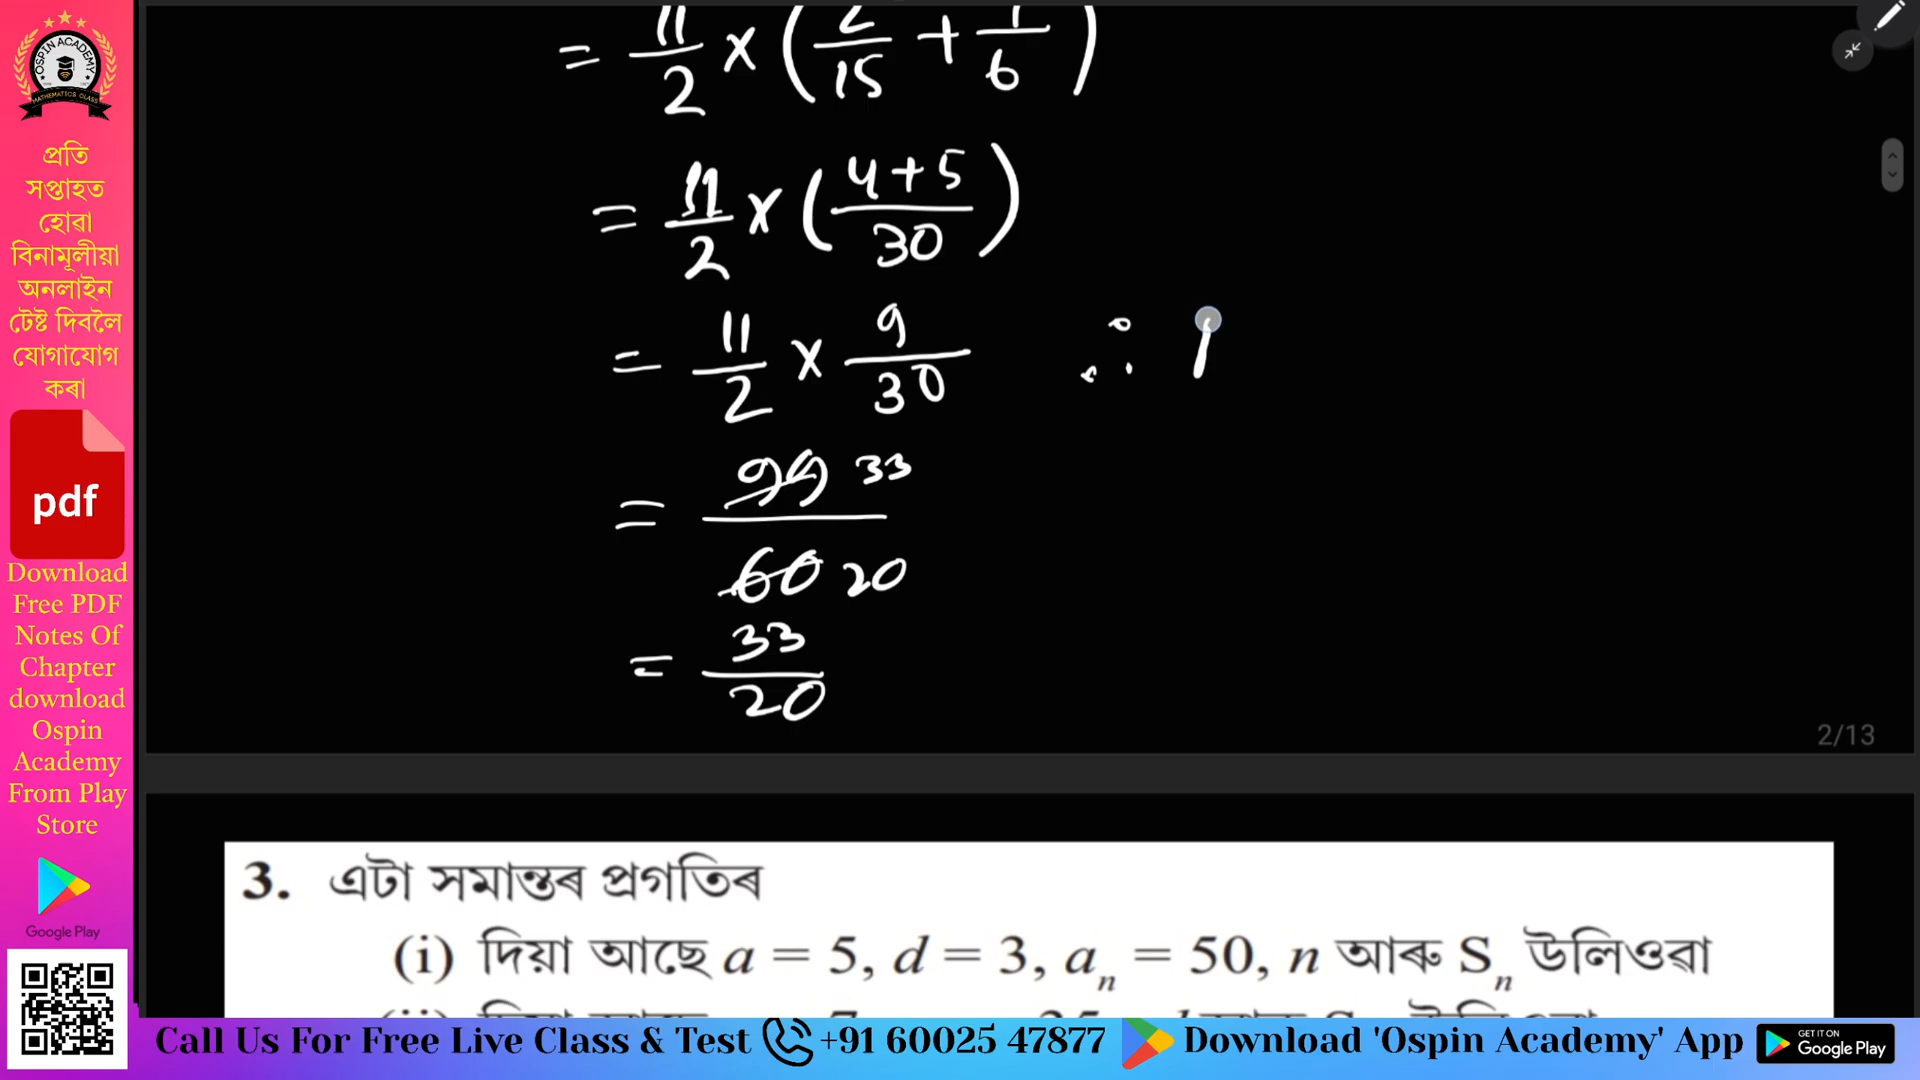 OSPIN ACADEMY
MATHEMATICS CLASS
প্ৰতি
সপ্তাহত
হোৱা
বিনামূলীয়া
অনলাইন
টেষ্ট দিবলৈ
যোগাযোগ
কৰা
pdf
Download
Free PDF
Notes Of
Chapter
download
Ospin
Academy
From Play
Store
Google Play
= 11/2 × (2/15 + 1/6)
= 11/2 × (4+5/30)
= 11/2 × 9/30 ∴
= 99 33/60 20
= 33/20
2/13
3. এটা সমান্তৰ প্ৰগতিৰ
(i) দিয়া আছে a = 5, d = 3, aₙ = 50, n আৰু Sₙ উলিওৱা
Call Us For Free Live Class & Test +91 60025 47877 Download 'Ospin Academy' App
GET IT ON
Google Play